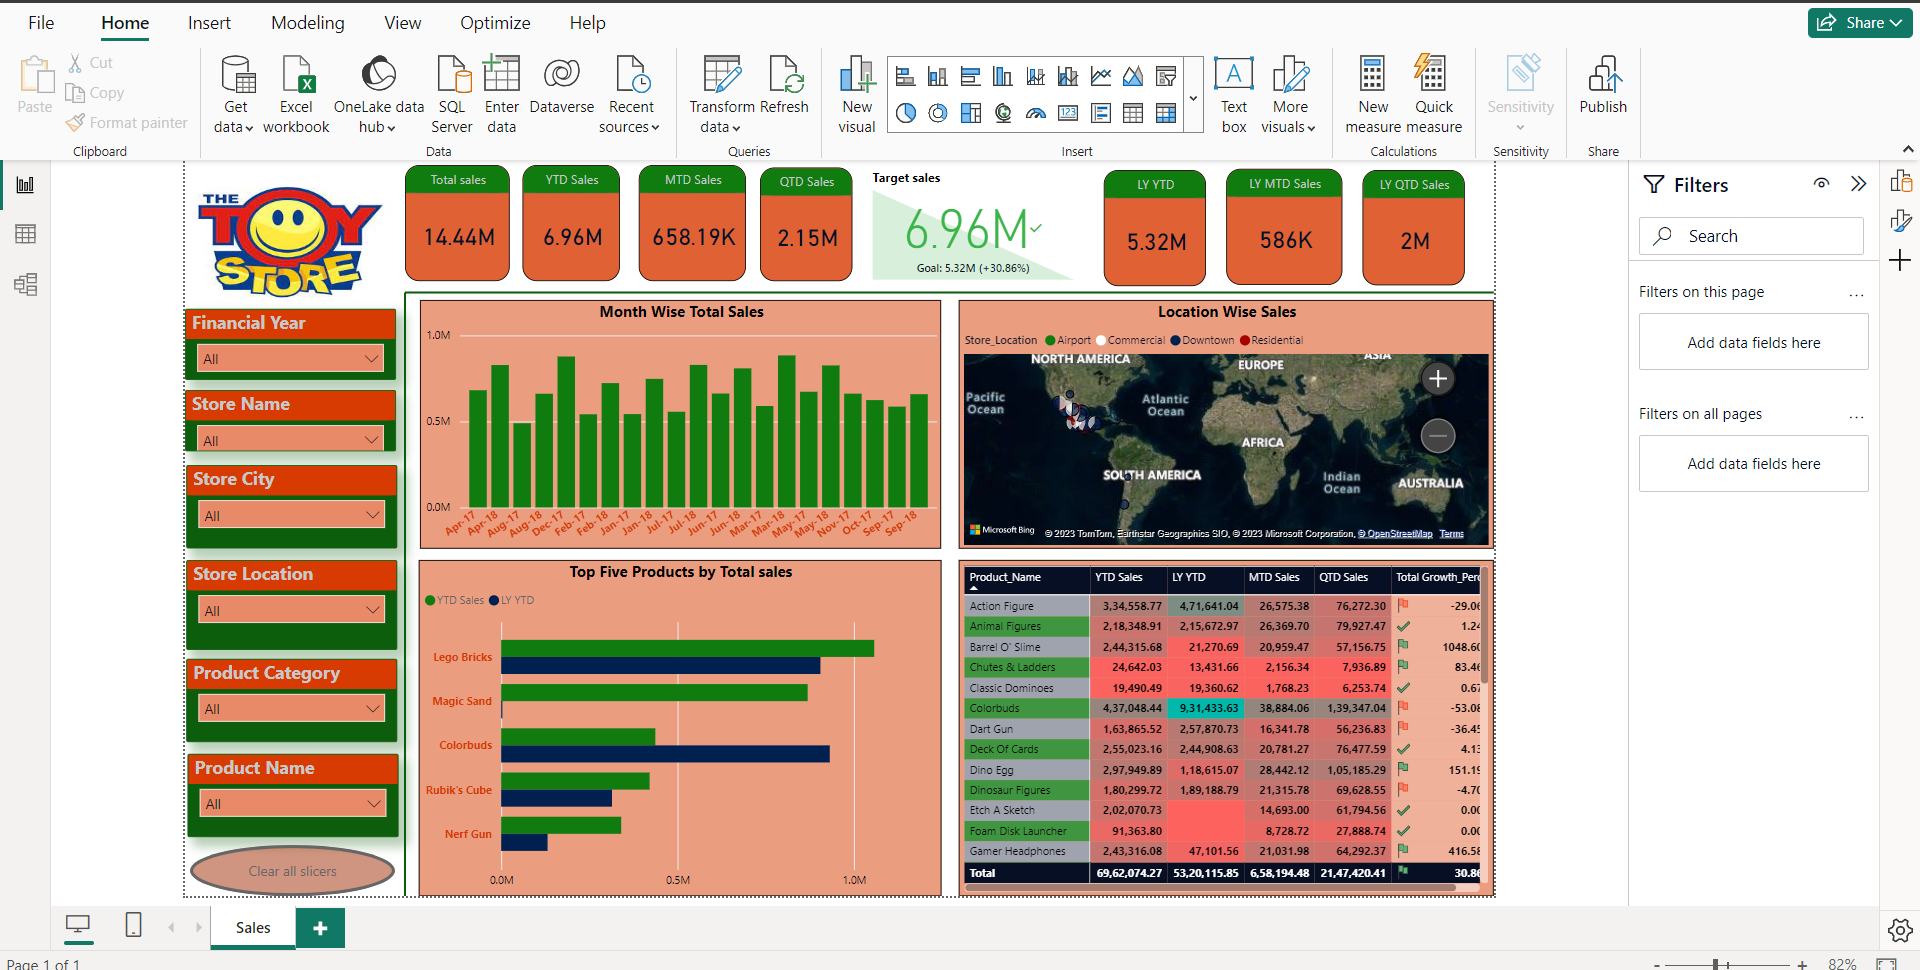 File Home Insert Modeling View Optimize Help Share
Paste
Cut
Copy
Format painter
Clipboard
Get data
Excel workbook
OneLake data hub
SQL Server
Enter data
Dataverse
Recent sources
Data
Transform data
Refresh
Queries
New visual
123
A
Text box
More visuals
Insert
New measure
Quick measure
Calculations
Sensitivity
Sensitivity
Publish
Share
THE
TOY
STORE
Total sales
14.44M
YTD Sales
6.96M
MTD Sales
658.19K
QTD Sales
2.15M
Target sales
6.96M
Goal: 5.32M (+30.86%)
LY YTD
5.32M
LY MTD Sales
586K
LY QTD Sales
2M
Financial Year
All
Store Name
All
Store City
All
Store Location
All
Product Category
All
Product Name
All
Clear all slicers
Month Wise Total Sales
1.0M
0.5M
0.0M
Apr-17 Apr-18 Aug-17 Aug-18 Dec-17 Feb-17 Feb-18 Jan-17 Jan-18 Jul-17 Jul-18 Jun-17 Jun-18 Mar-17 Mar-18 May-17 May-18 Nov-17 Oct-17 Sep-17 Sep-18
Location Wise Sales
Store_Location Airport Commercial Downtown Residential
NORTH AMERICA
EUROPE
ASIA
Pacific Ocean
Atlantic Ocean
AFRICA
SOUTH AMERICA
Indian Ocean
AUSTRALIA
Microsoft Bing
© 2023 TomTom, Earthstar Geographics SIO, © 2023 Microsoft Corporation, © OpenStreetMap Terms
Top Five Products by Total sales
YTD Sales LY YTD
Lego Bricks
Magic Sand
Colorbuds
Rubik's Cube
Nerf Gun
0.0M 0.5M 1.0M
Product_Name YTD Sales LY YTD MTD Sales QTD Sales Total Growth_Perc
Action Figure 3,34,558.77 4,71,641.04 26,575.38 76,272.30 -29.06
Animal Figures 2,18,348.91 2,15,672.97 26,369.70 79,927.47 1.24
Barrel O' Slime 2,44,315.68 21,270.69 20,959.47 57,156.75 1048.60
Chutes & Ladders 24,642.03 13,431.66 2,156.34 7,936.89 83.46
Classic Dominoes 19,490.49 19,360.62 1,768.23 6,253.74 0.67
Colorbuds 4,37,048.44 9,31,433.63 38,884.06 1,39,347.04 -53.08
Dart Gun 1,63,865.52 2,57,870.73 16,341.78 56,236.83 -36.45
Deck Of Cards 2,55,023.16 2,44,908.63 20,781.27 76,477.59 4.13
Dino Egg 2,97,949.89 1,18,615.07 28,442.12 1,05,185.29 151.19
Dinosaur Figures 1,80,299.72 1,89,188.79 21,315.78 69,628.55 -4.70
Etch A Sketch 2,02,070.73 14,693.00 61,794.56 0.00
Foam Disk Launcher 91,363.80 8,728.72 27,888.74 0.00
Gamer Headphones 2,43,316.08 47,101.56 21,031.98 64,292.37 416.58
Total 69,62,074.27 53,20,115.85 6,58,194.48 21,47,420.41 30.86
Filters
Search
Filters on this page ...
Add data fields here
Filters on all pages ...
Add data fields here
Sales
Page 1 of 1
82%